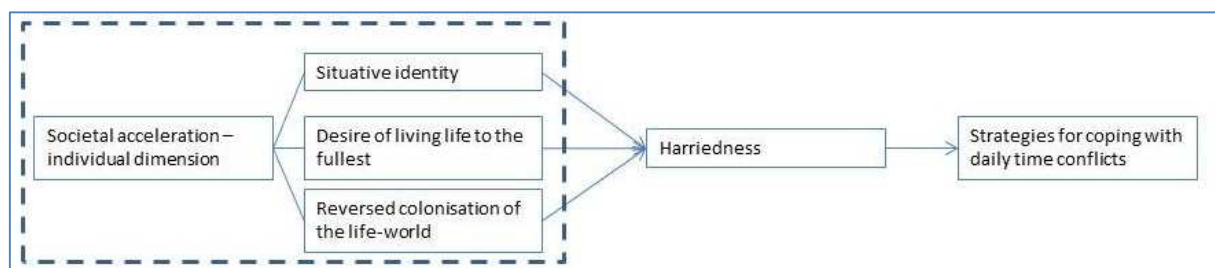 Situative identity
Societal acceleration –
individual dimension
Desire of living life to the
fullest
Reversed colonisation of
the life-world
Harriedness
Strategies for coping with
daily time conflicts